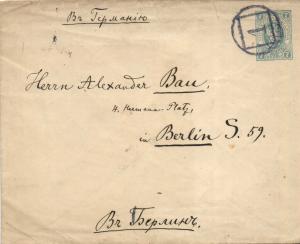 Въ Германію
Herrn Alexander Bau,
4. Hermann-Platz,
in Berlin S. 59.
Въ Берлинъ.